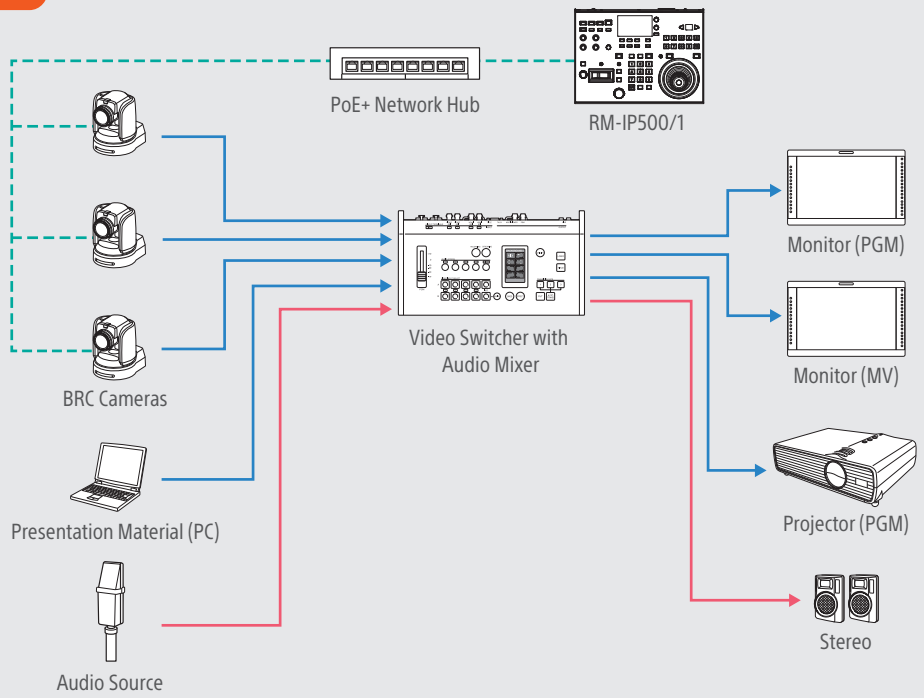 PoE+ Network Hub
RM-IP500/1
BRC Cameras
Video Switcher with
Audio Mixer
Monitor (PGM)
Monitor (MV)
Presentation Material (PC)
Projector (PGM)
Audio Source
Stereo